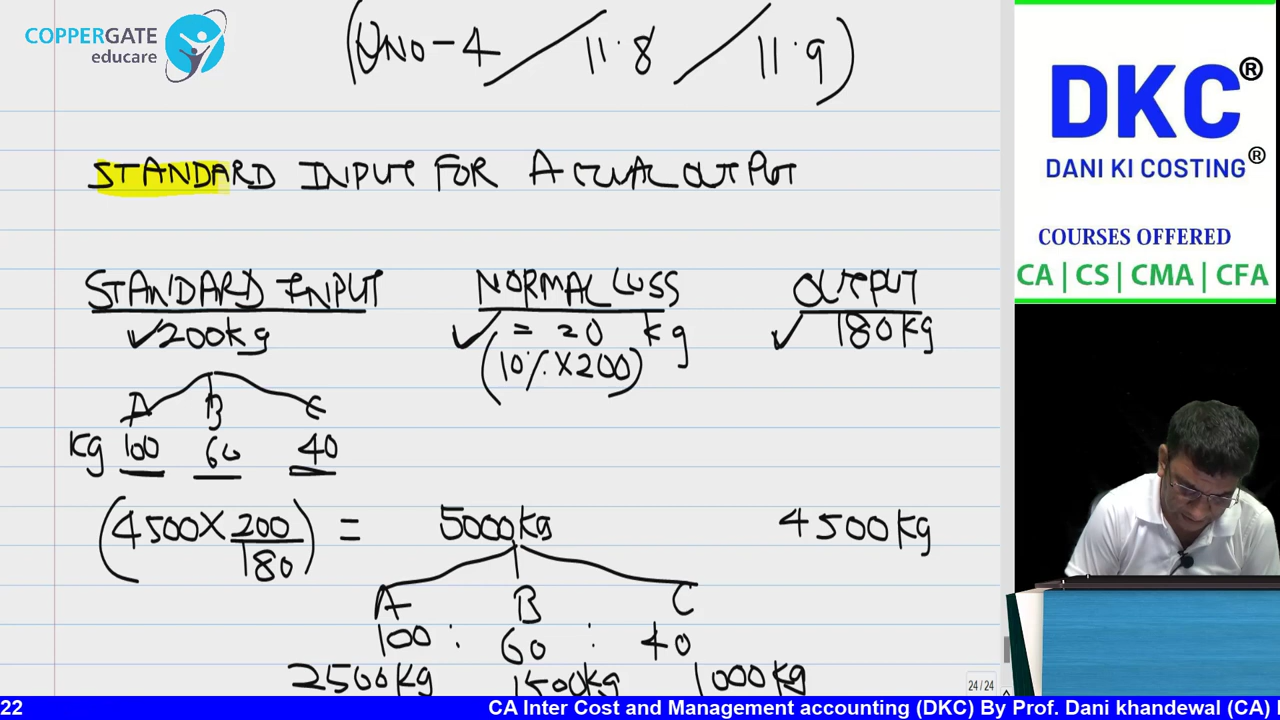 COPPERGATE
educare
(QNo-4 / 11.8 / 11.9)
STANDARD INPUT FOR ACTUAL OUTPUT
STANDARD INPUT NORMAL LOSS OUTPUT
✓200kg ✓ = 20 kg ✓ 180kg
(10%×200)
A B C
kg 100 60 40
(4500×200/180) = 5000kg 4500kg
A B C
100 : 60 : 40
2500kg 1500kg 1000kg
24/24
DKC®
DANI KI COSTING®
COURSES OFFERED
CA | CS | CMA | CFA
22 CA Inter Cost and Management accounting (DKC) By Prof. Dani khandewal (CA)